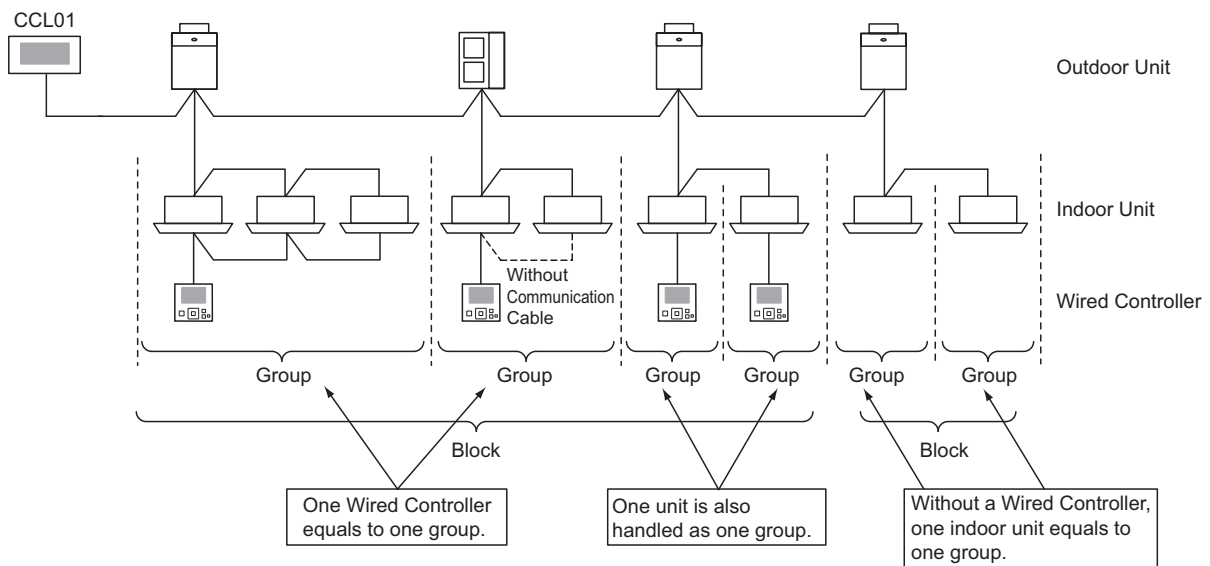 CCL01
Outdoor Unit
Indoor Unit
Without
Communication
Cable
Wired Controller
Group
Group
Group
Group
Group
Group
Block
Block
One Wired Controller
equals to one group.
One unit is also
handled as one group.
Without a Wired Controller,
one indoor unit equals to
one group.